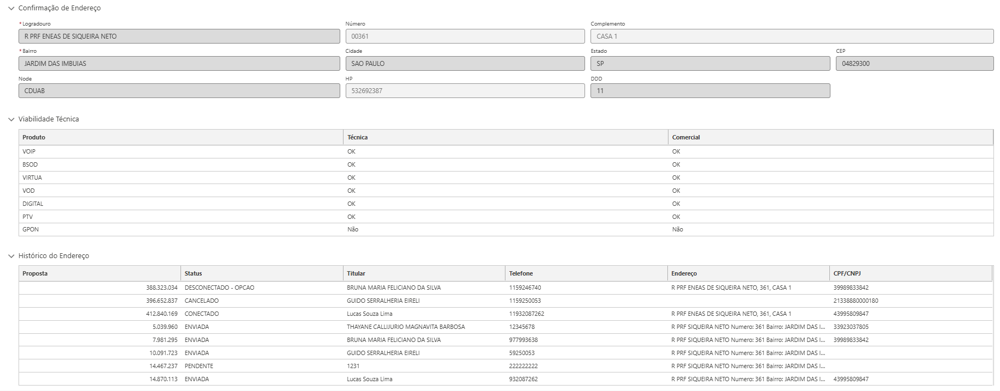 Confirmação de Endereço
* Logradouro Número Complemento
R PRF ENEAS DE SIQUEIRA NETO 00361 CASA 1
* Bairro Cidade Estado CEP
JARDIM DAS IMBUIAS SAO PAULO SP 04829300
Node HP DDD
CDUAB 532692387 11
Viabilidade Técnica
Produto Técnica Comercial
VOIP OK OK
BSOD OK OK
VIRTUA OK OK
VOD OK OK
DIGITAL OK OK
PTV OK OK
GPON Não Não
Histórico do Endereço
Proposta Status Titular Telefone Endereço CPF/CNPJ
388.323.034 DESCONECTADO - OPCAO BRUNA MARIA FELICIANO DA SILVA 1159246740 R PRF ENEAS DE SIQUEIRA NETO, 361, CASA 1 39989833842
396.652.837 CANCELADO GUIDO SERRALHERIA EIRELI 1159250053 21338880000180
412.840.169 CONECTADO Lucas Souza Lima 11932087262 R PRF ENEAS DE SIQUEIRA NETO, 361, CASA 1 43995809847
5.039.960 ENVIADA THAYANE CALLIJURIO MAGNAVITA BARBOSA 12345678 R PRF SIQUEIRA NETO Numero: 361 Bairro: JARDIM DAS I... 33923037805
7.981.295 ENVIADA BRUNA MARIA FELICIANO DA SILVA 977993638 R PRF SIQUEIRA NETO Numero: 361 Bairro: JARDIM DAS I... 39989833842
10.091.723 ENVIADA GUIDO SERRALHERIA EIRELI 59250053 R PRF SIQUEIRA NETO Numero: 361 Bairro: JARDIM DAS I...
14.467.237 PENDENTE 1231 222222222 R PRF SIQUEIRA NETO Numero: 361 Bairro: JARDIM DAS I...
14.870.113 ENVIADA Lucas Souza Lima 932087262 R PRF SIQUEIRA NETO Numero: 361 Bairro: JARDIM DAS I... 43995809847